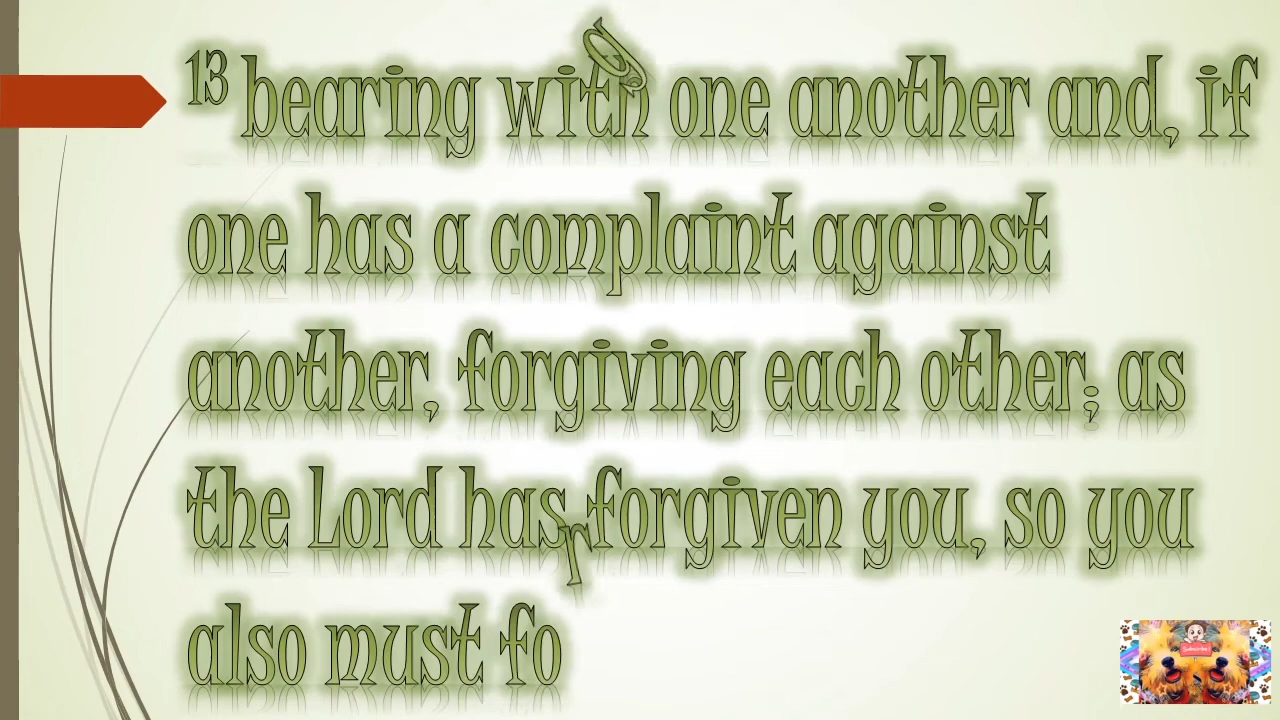 13 bearing with one another and, if
one has a complaint against
another, forgiving each other; as
the Lord has forgiven you, so you
also must fo
r
g